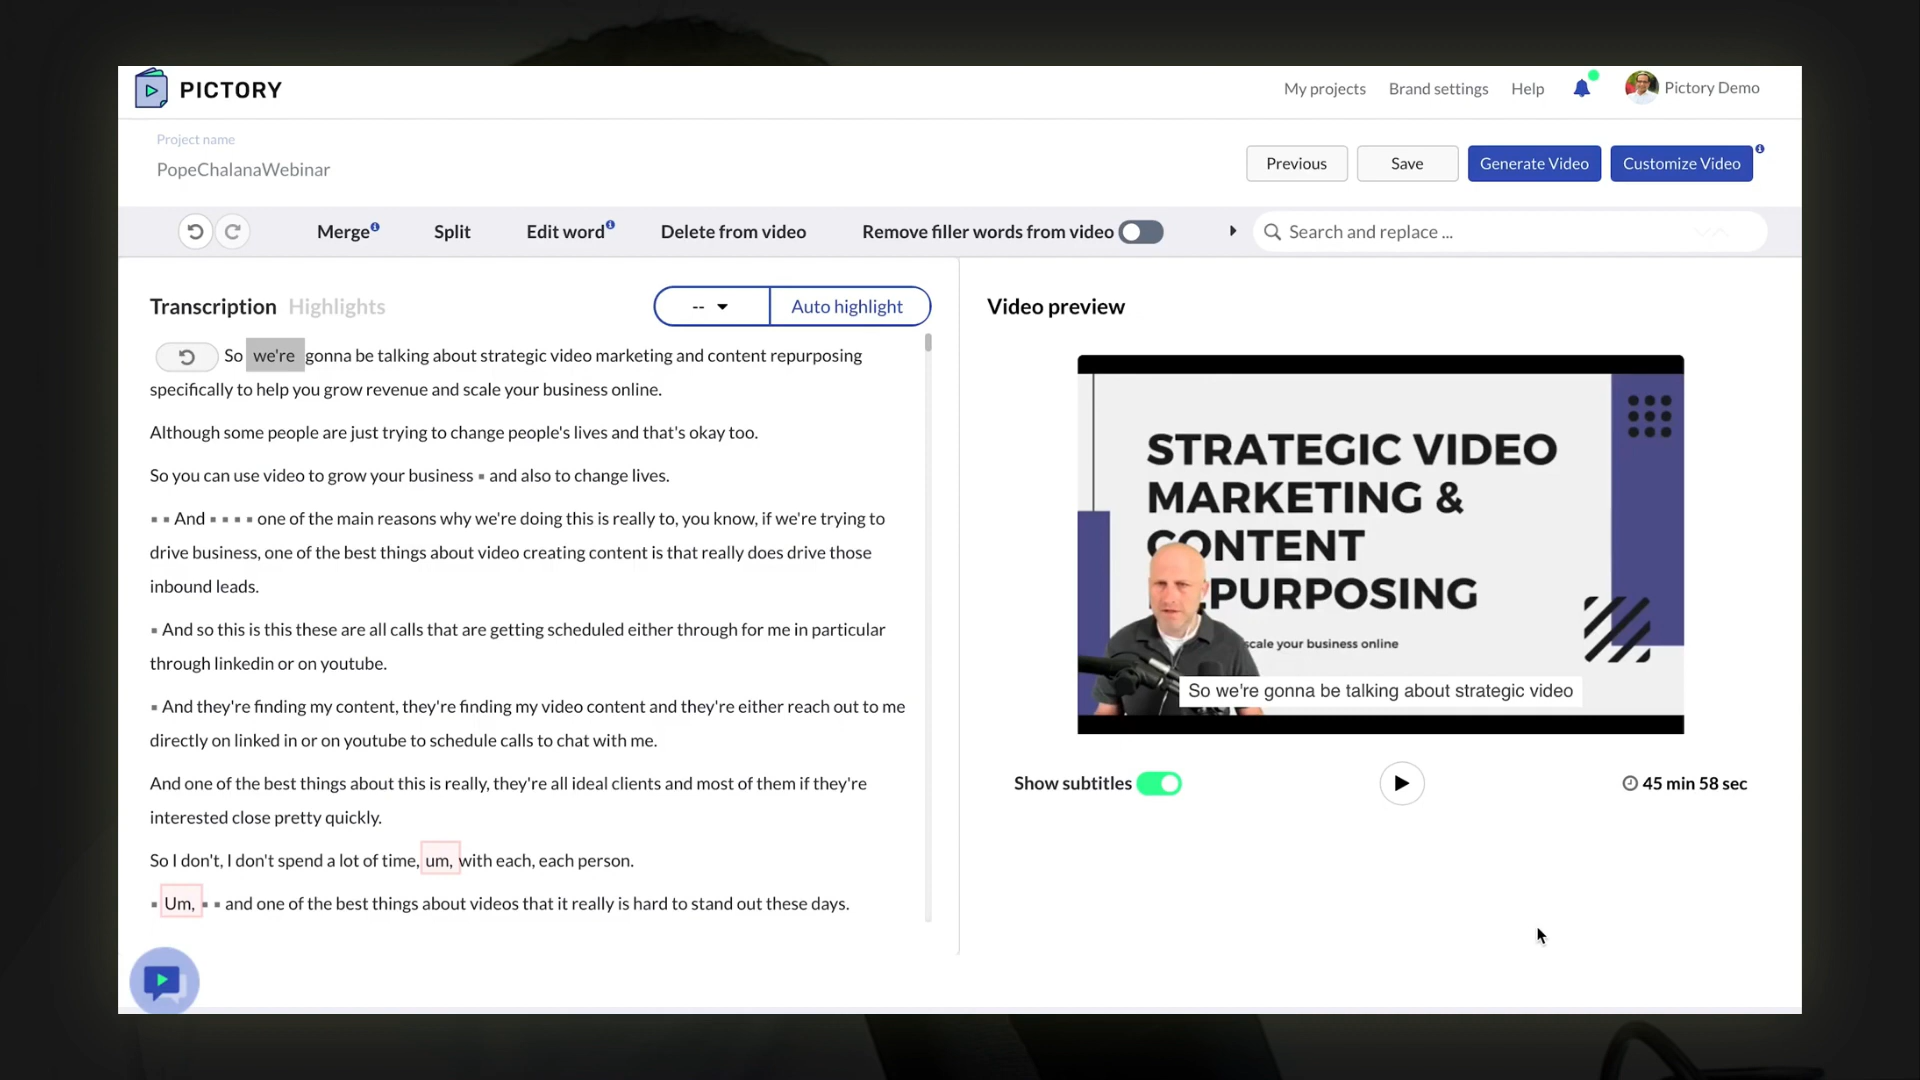 PICTORY
My projects
Brand settings
Help
Pictory Demo
Project name
PopeChalanaWebinar
Previous
Save
Generate Video
Customize Video
Merge
Split
Edit word
Delete from video
Remove filler words from video
Search and replace ...
Transcription
Highlights
--
Auto highlight
So we're gonna be talking about strategic video marketing and content repurposing
specifically to help you grow revenue and scale your business online.
Although some people are just trying to change people's lives and that's okay too.
So you can use video to grow your business ▪ and also to change lives.
▪ ▪ And ▪ ▪ ▪ ▪ one of the main reasons why we're doing this is really to, you know, if we're trying to
drive business, one of the best things about video creating content is that really does drive those
inbound leads.
▪ And so this is this these are all calls that are getting scheduled either through for me in particular
through linkedin or on youtube.
▪ And they're finding my content, they're finding my video content and they're either reach out to me
directly on linked in or on youtube to schedule calls to chat with me.
And one of the best things about this is really, they're all ideal clients and most of them if they're
interested close pretty quickly.
So I don't, I don't spend a lot of time, um, with each, each person.
▪ Um, ▪ ▪ and one of the best things about videos that it really is hard to stand out these days.
Video preview
STRATEGIC VIDEO
MARKETING &
CONTENT
PURPOSING
scale your business online
So we're gonna be talking about strategic video
Show subtitles
45 min 58 sec